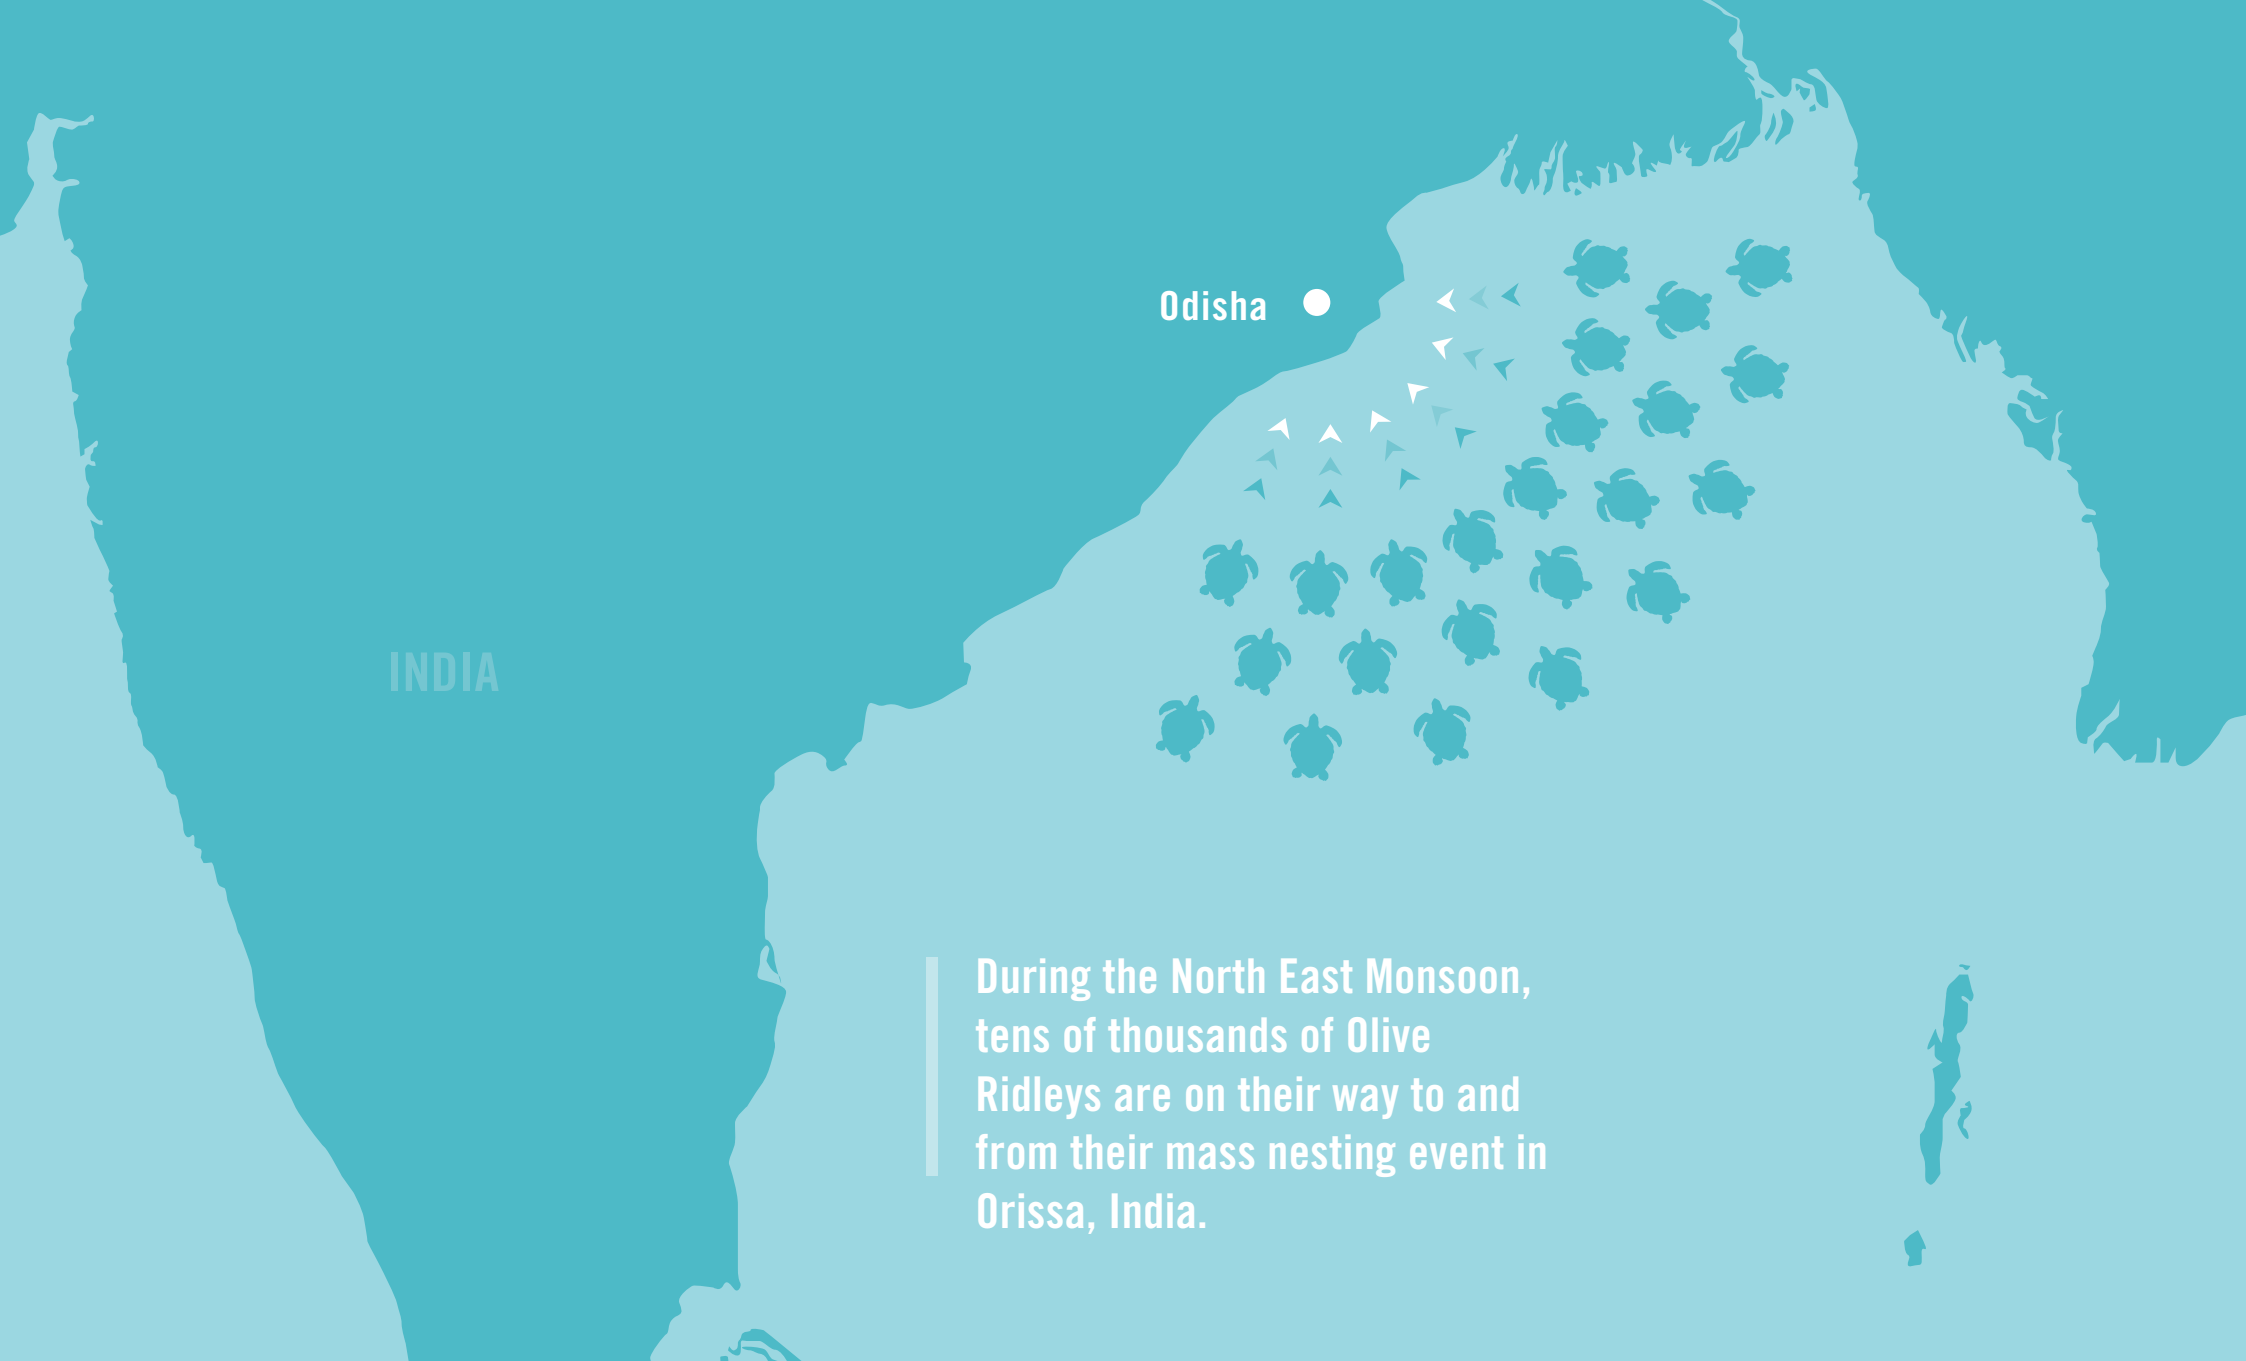 Odisha
INDIA
During the North East Monsoon,
tens of thousands of Olive
Ridleys are on their way to and
from their mass nesting event in
Orissa, India.